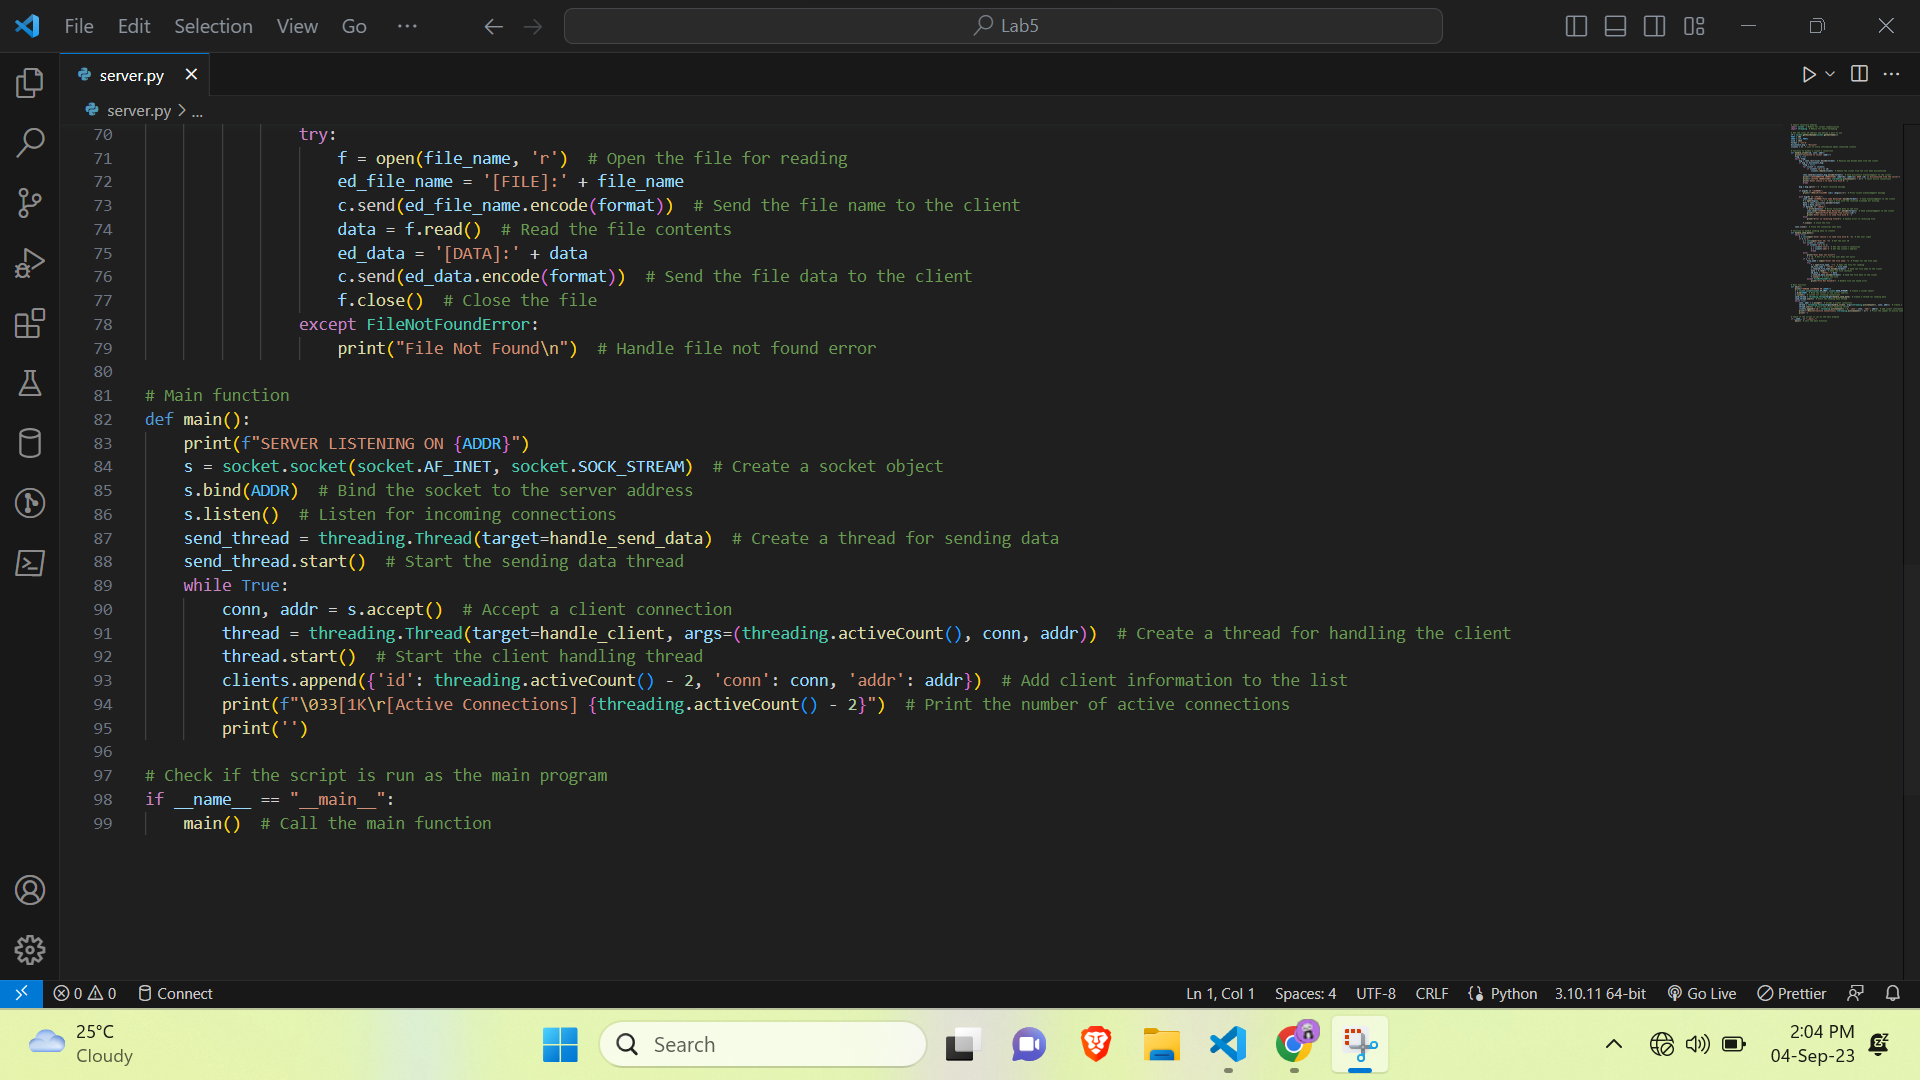 File Edit Selection View Go ··· Lab5
server.py
server.py > ...
70 try:
71 f = open(file_name, 'r')  # Open the file for reading
72 ed_file_name = '[FILE]:' + file_name
73 c.send(ed_file_name.encode(format))  # Send the file name to the client
74 data = f.read()  # Read the file contents
75 ed_data = '[DATA]:' + data
76 c.send(ed_data.encode(format))  # Send the file data to the client
77 f.close()  # Close the file
78 except FileNotFoundError:
79 print("File Not Found\n")  # Handle file not found error
80
81 # Main function
82 def main():
83 print(f"SERVER LISTENING ON {ADDR}")
84 s = socket.socket(socket.AF_INET, socket.SOCK_STREAM)  # Create a socket object
85 s.bind(ADDR)  # Bind the socket to the server address
86 s.listen()  # Listen for incoming connections
87 send_thread = threading.Thread(target=handle_send_data)  # Create a thread for sending data
88 send_thread.start()  # Start the sending data thread
89 while True:
90 conn, addr = s.accept()  # Accept a client connection
91 thread = threading.Thread(target=handle_client, args=(threading.activeCount(), conn, addr))  # Create a thread for handling the client
92 thread.start()  # Start the client handling thread
93 clients.append({'id': threading.activeCount() - 2, 'conn': conn, 'addr': addr})  # Add client information to the list
94 print(f"\033[1K\r[Active Connections] {threading.activeCount() - 2}")  # Print the number of active connections
95 print('')
96
97 # Check if the script is run as the main program
98 if __name__ == "__main__":
99 main()  # Call the main function
0 0 Connect Ln 1, Col 1 Spaces: 4 UTF-8 CRLF Python 3.10.11 64-bit Go Live Prettier
25°C
Cloudy
Search
2:04 PM
04-Sep-23